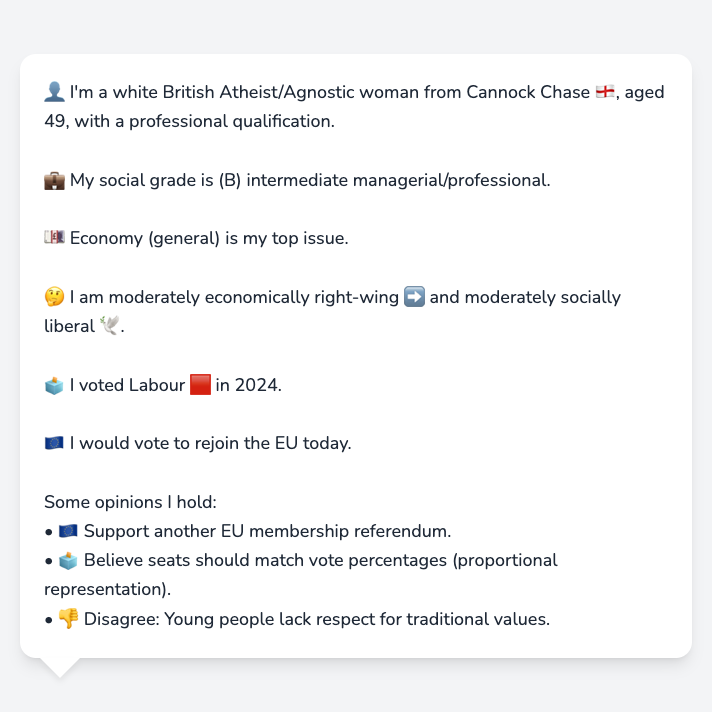 👤 I'm a white British Atheist/Agnostic woman from Cannock Chase 🏴󠁧󠁢󠁥󠁮󠁧󠁿, aged
49, with a professional qualification.
💼 My social grade is (B) intermediate managerial/professional.
💷 Economy (general) is my top issue.
🤔 I am moderately economically right-wing ➡️ and moderately socially
liberal 🕊️.
🗳️ I voted Labour 🟥 in 2024.
🇪🇺 I would vote to rejoin the EU today.
Some opinions I hold:
• 🇪🇺 Support another EU membership referendum.
• 🗳️ Believe seats should match vote percentages (proportional
representation).
• 👎 Disagree: Young people lack respect for traditional values.